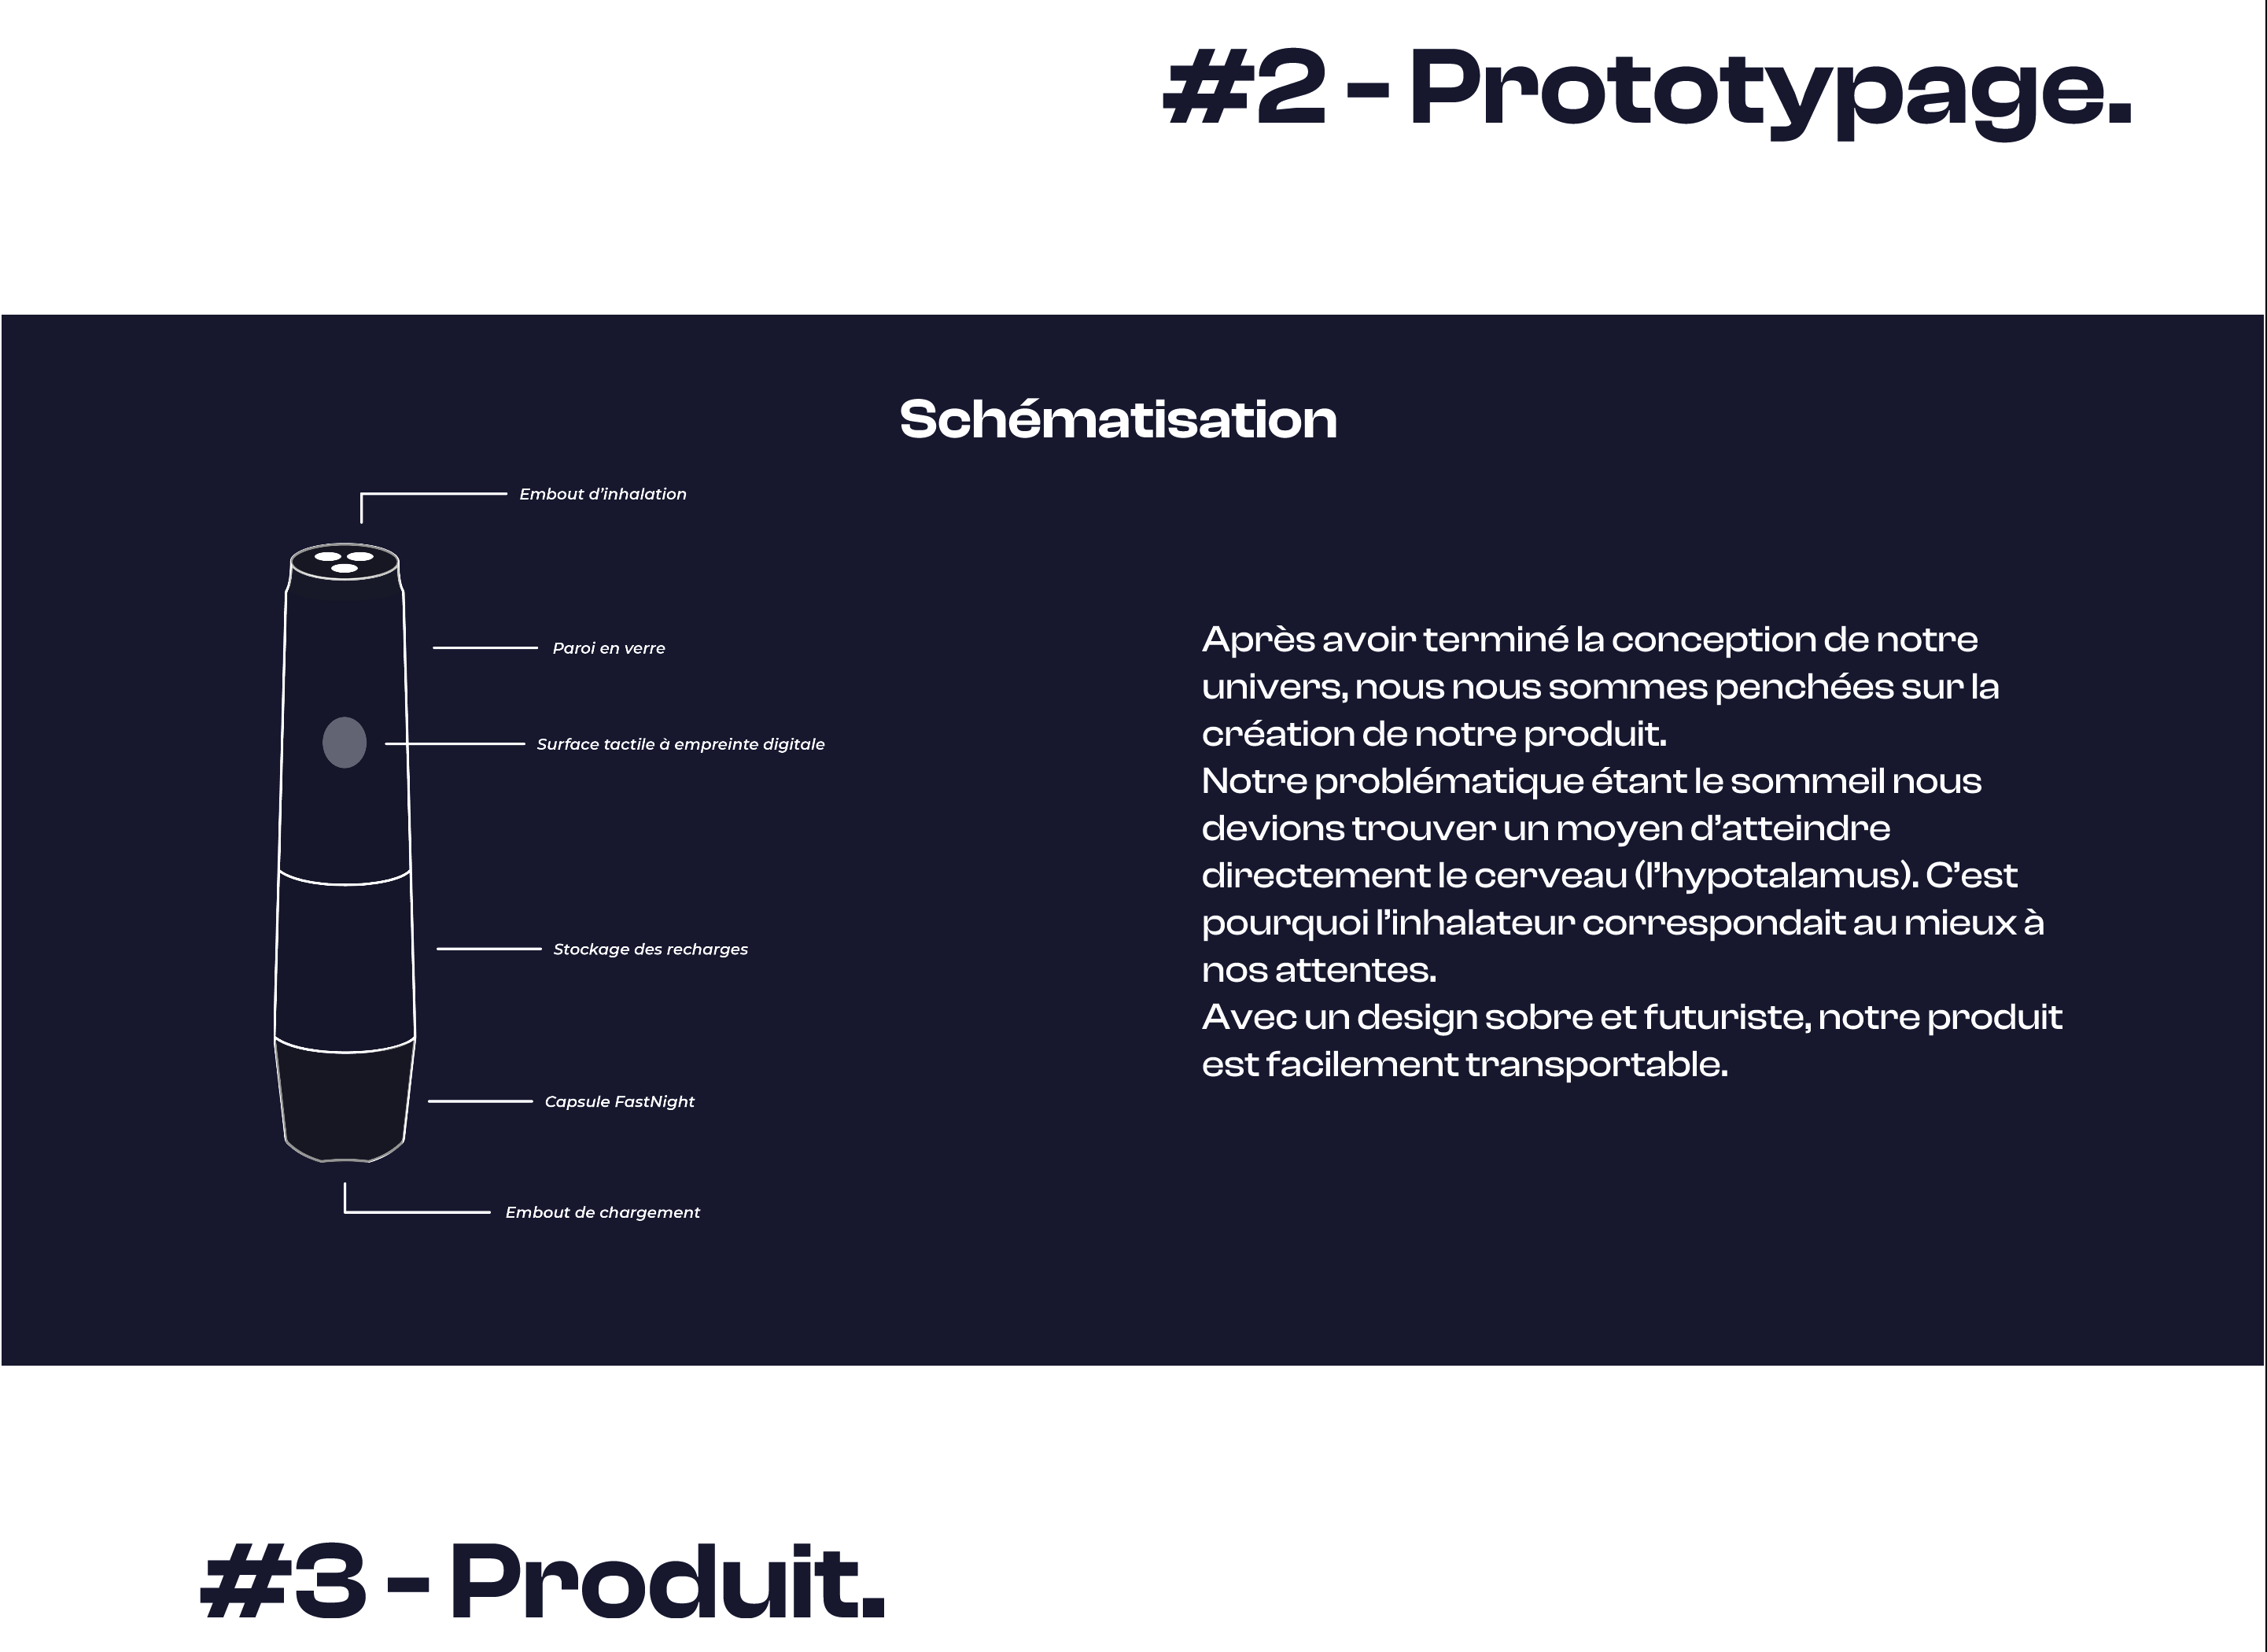 #2 - Prototypage.
Schématisation
Embout d’inhalation
Paroi en verre
Surface tactile à empreinte digitale
Stockage des recharges
Capsule FastNight
Embout de chargement
Après avoir terminé la conception de notre
univers, nous nous sommes penchées sur la
création de notre produit.
Notre problématique étant le sommeil nous
devions trouver un moyen d’atteindre
directement le cerveau (l’hypotalamus). C’est
pourquoi l’inhalateur correspondait au mieux à
nos attentes.
Avec un design sobre et futuriste, notre produit
est facilement transportable.
#3 - Produit.